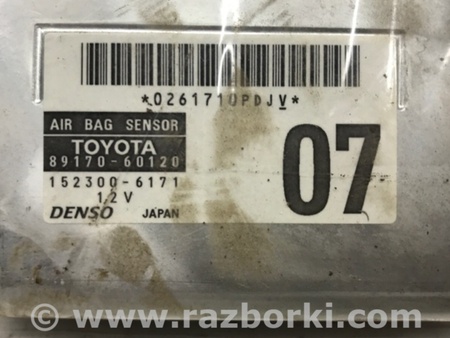 *0261710PDJV*
AIR BAG SENSOR
TOYOTA
89170-60120
152300-6171
12V
DENSO JAPAN
07
© www.razborki.com